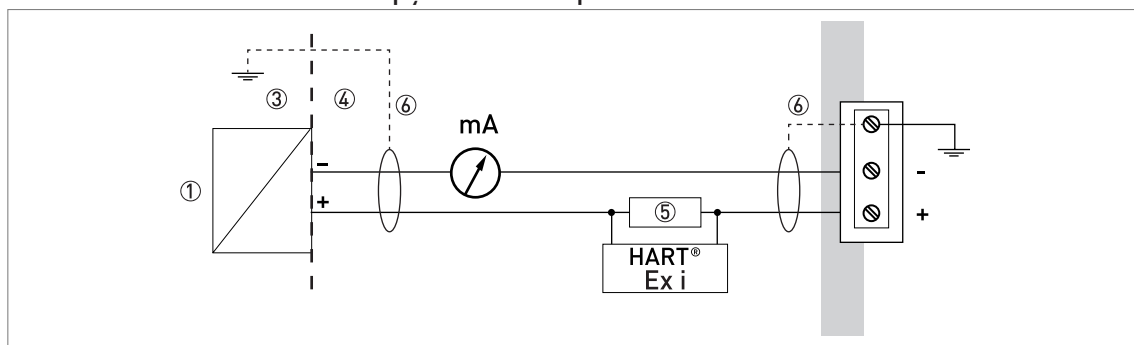 ③ ④ ⑥ ⑥
mA
①
-
-
+
⑤
+
HART®
Ex i